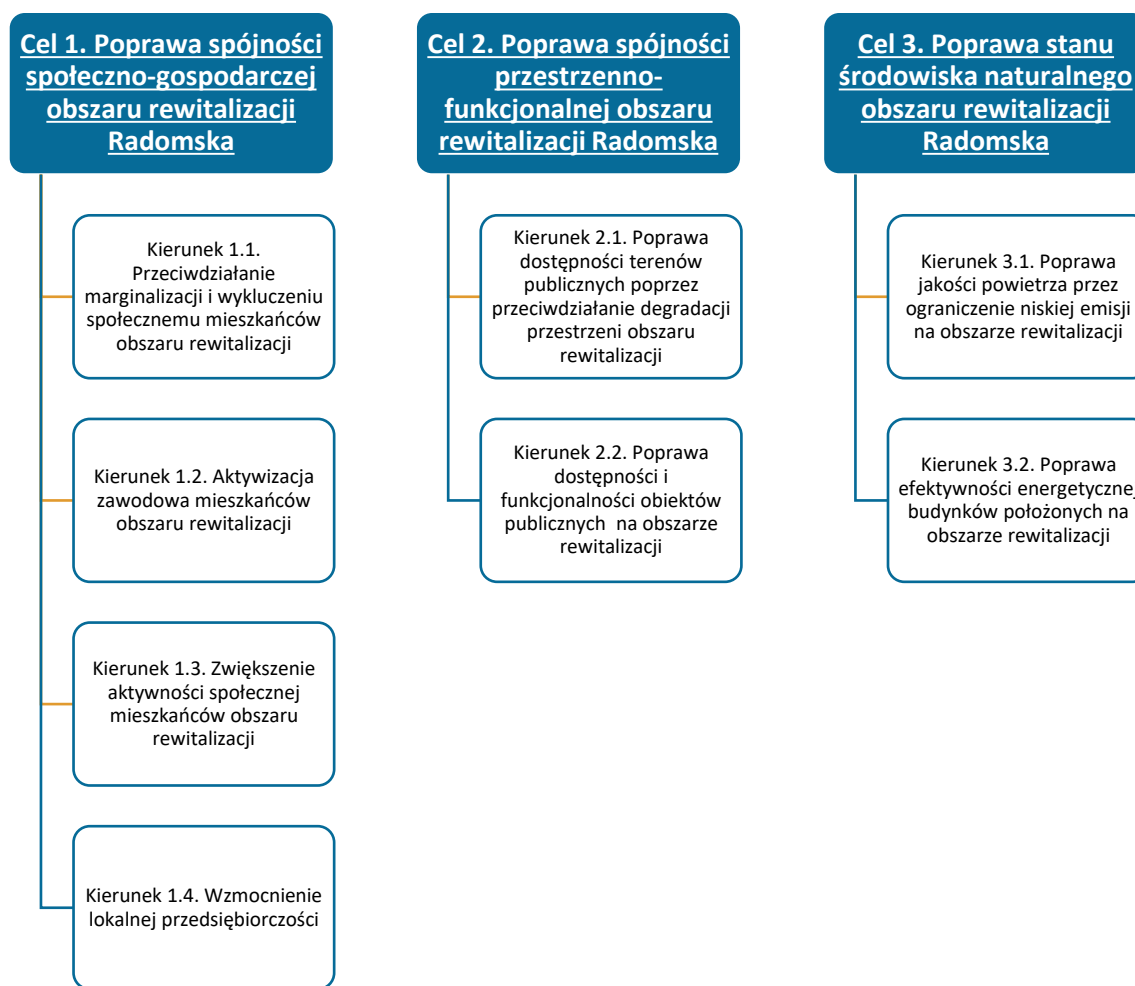 Cel 1. Poprawa spójności
społeczno-gospodarczej
obszaru rewitalizacji
Radomska
Kierunek 1.1.
Przeciwdziałanie
marginalizacji i wykluczeniu
społecznemu mieszkańców
obszaru rewitalizacji
Kierunek 1.2. Aktywizacja
zawodowa mieszkańców
obszaru rewitalizacji
Kierunek 1.3. Zwiększenie
aktywności społecznej
mieszkańców obszaru
rewitalizacji
Kierunek 1.4. Wzmocnienie
lokalnej przedsiębiorczości
Cel 2. Poprawa spójności
przestrzenno-
funkcjonalnej obszaru
rewitalizacji Radomska
Kierunek 2.1. Poprawa
dostępności terenów
publicznych poprzez
przeciwdziałanie degradacji
przestrzeni obszaru
rewitalizacji
Kierunek 2.2. Poprawa
dostępności i
funkcjonalności obiektów
publicznych na obszarze
rewitalizacji
Cel 3. Poprawa stanu
środowiska naturalnego
obszaru rewitalizacji
Radomska
Kierunek 3.1. Poprawa
jakości powietrza przez
ograniczenie niskiej emisji
na obszarze rewitalizacji
Kierunek 3.2. Poprawa
efektywności energetycznej
budynków położonych na
obszarze rewitalizacji